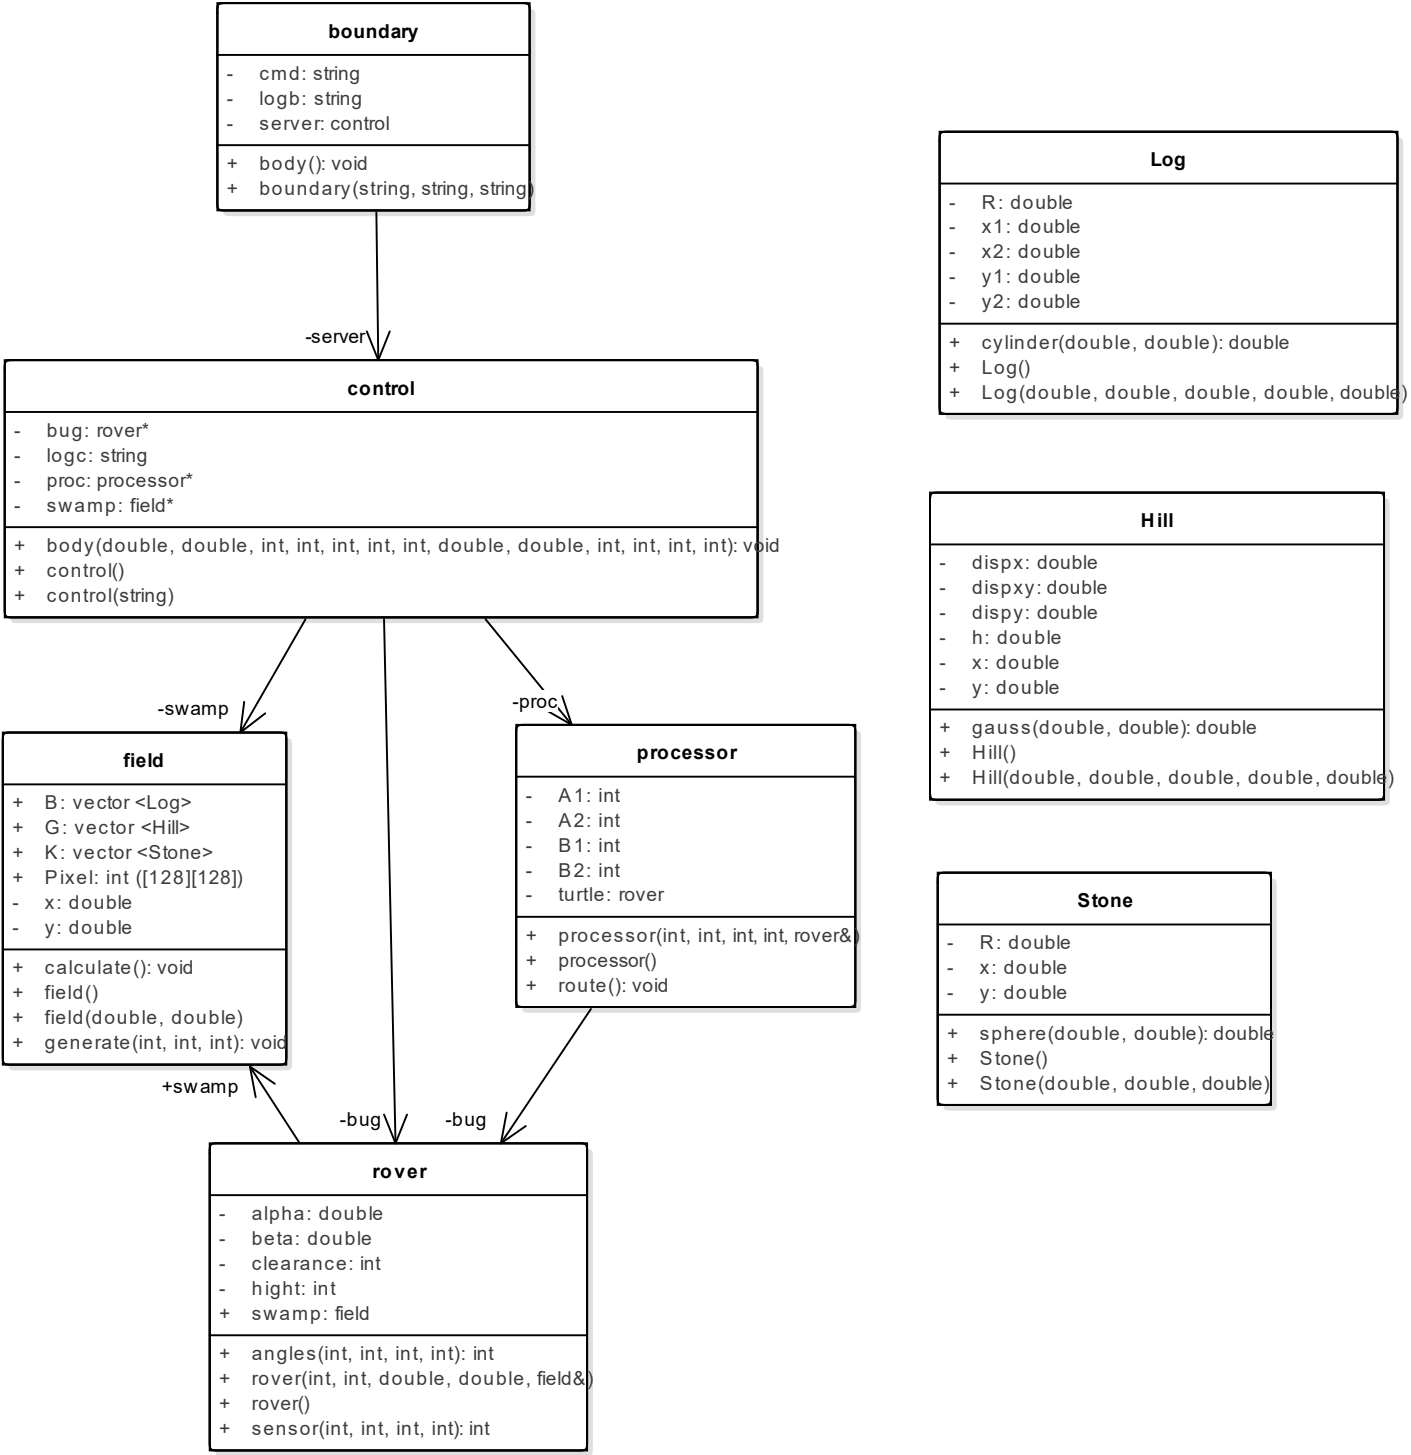 boundary
- cmd: string
- logb: string
- server: control
+ body(): void
+ boundary(string, string, string)
-server
control
- bug: rover*
- logc: string
- proc: processor*
- swamp: field*
+ body(double, double, int, int, int, int, int, double, double, int, int, int, int): void
+ control()
+ control(string)
-swamp
-proc
field
+ B: vector <Log>
+ G: vector <Hill>
+ K: vector <Stone>
+ Pixel: int ([128][128])
- x: double
- y: double
+ calculate(): void
+ field()
+ field(double, double)
+ generate(int, int, int): void
processor
- A1: int
- A2: int
- B1: int
- B2: int
- turtle: rover
+ processor(int, int, int, int, rover&)
+ processor()
+ route(): void
+swamp
-bug
-bug
rover
- alpha: double
- beta: double
- clearance: int
- hight: int
+ swamp: field
+ angles(int, int, int, int): int
+ rover(int, int, double, double, field&)
+ rover()
+ sensor(int, int, int, int): int
Log
- R: double
- x1: double
- x2: double
- y1: double
- y2: double
+ cylinder(double, double): double
+ Log()
+ Log(double, double, double, double, double)
Hill
- dispx: double
- dispxy: double
- dispy: double
- h: double
- x: double
- y: double
+ gauss(double, double): double
+ Hill()
+ Hill(double, double, double, double, double)
Stone
- R: double
- x: double
- y: double
+ sphere(double, double): double
+ Stone()
+ Stone(double, double, double)